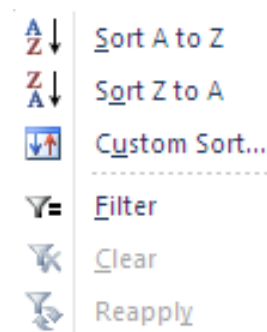 Sort A to Z
Sort Z to A
Custom Sort...
Filter
Clear
Reapply